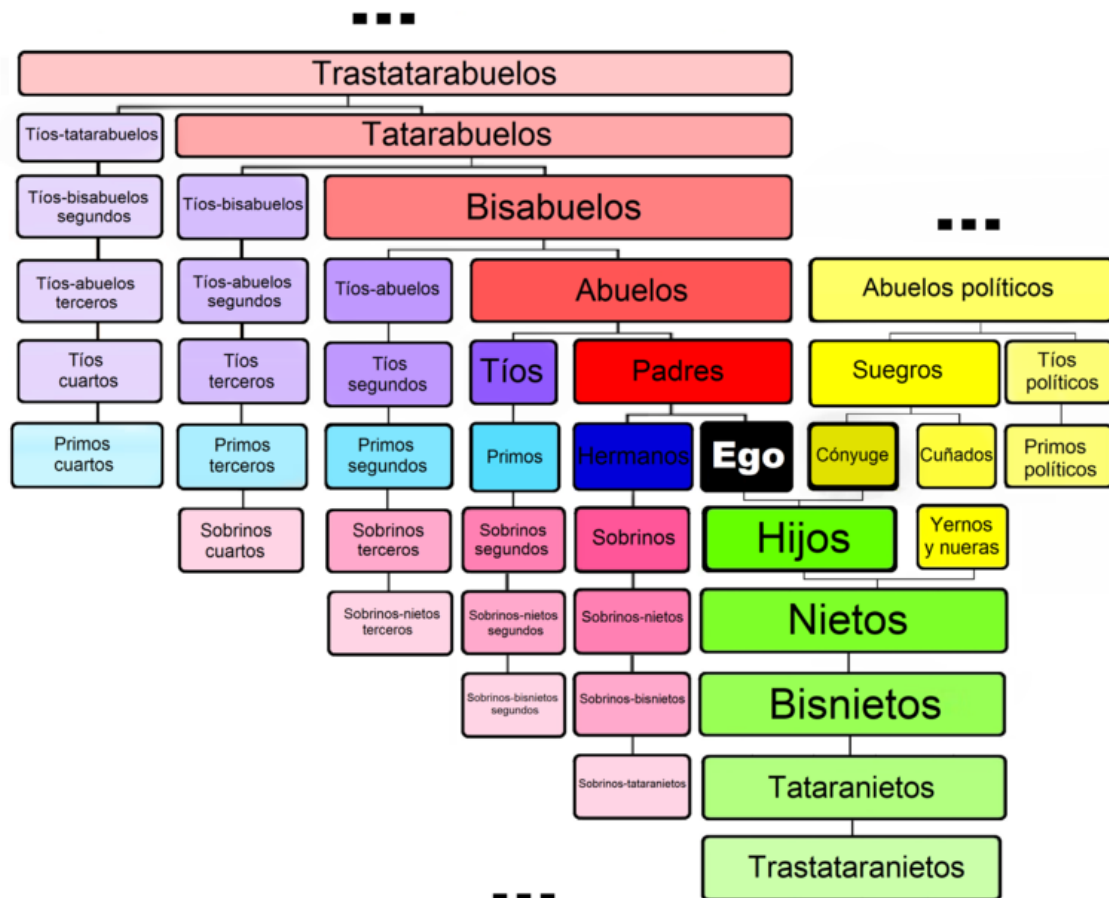 Trastatarabuelos
Tíos-tatarabuelos
Tatarabuelos
Tíos-bisabuelos
segundos
Tíos-bisabuelos
Bisabuelos
Tíos-abuelos
terceros
Tíos-abuelos
segundos
Tíos-abuelos
Abuelos
Abuelos políticos
Tíos
cuartos
Tíos
terceros
Tíos
segundos
Tíos
Padres
Suegros
Tíos
políticos
Primos
cuartos
Primos
terceros
Primos
segundos
Primos
Hermanos
Ego
Cónyuge
Cuñados
Primos
políticos
Sobrinos
cuartos
Sobrinos
terceros
Sobrinos
segundos
Sobrinos
Hijos
Yernos
y nueras
Sobrinos-nietos
terceros
Sobrinos-nietos
segundos
Sobrinos-nietos
Nietos
Sobrinos-bisnietos
segundos
Sobrinos-bisnietos
Bisnietos
Sobrinos-tataranietos
Tataranietos
Trastataranietos